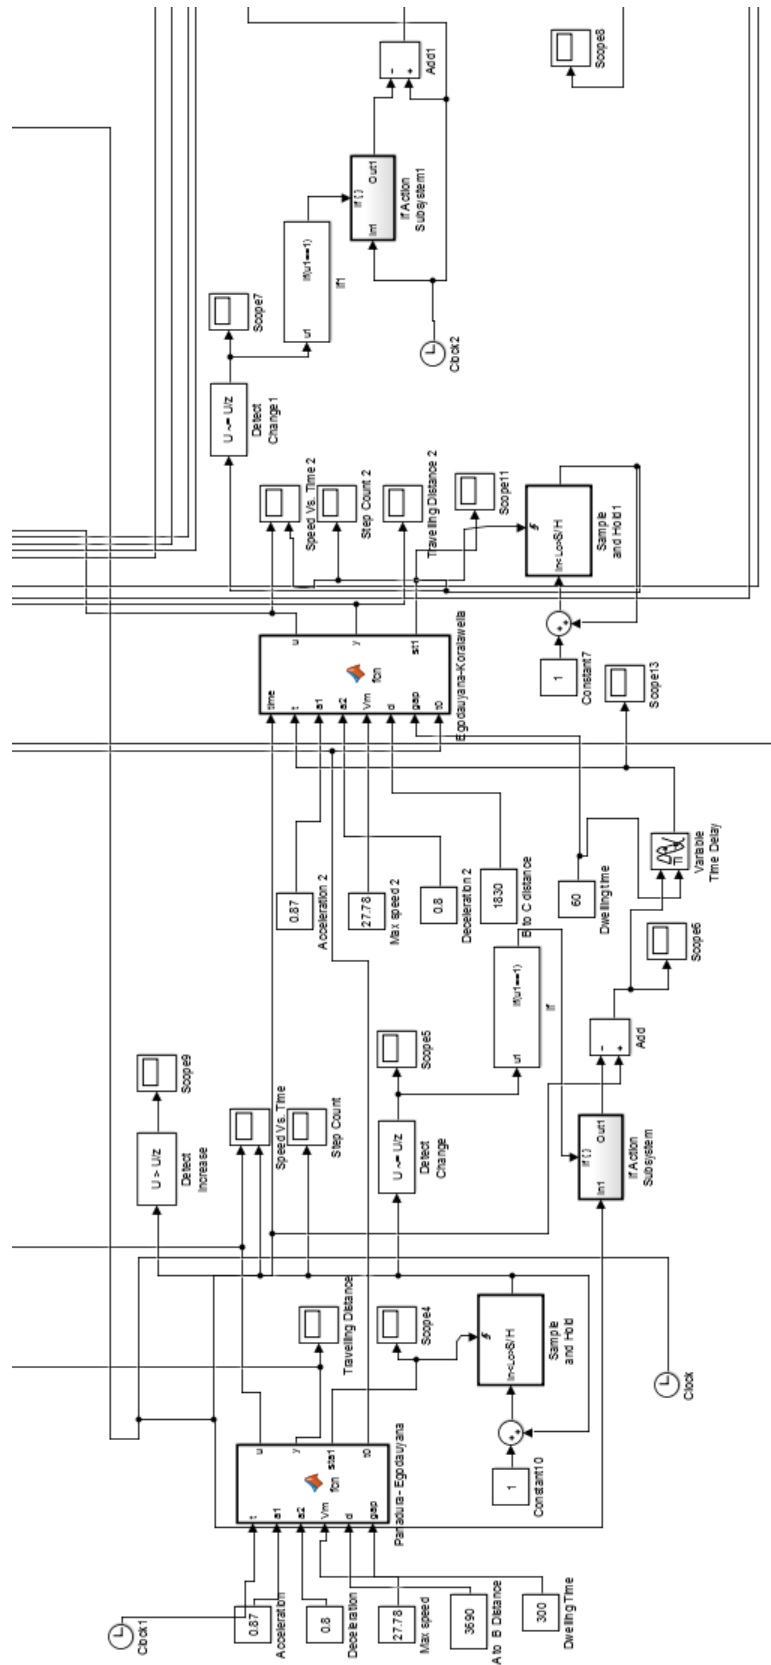 Clock1
0.87
Acceleration
0.8
Deceleration
27.78
Max speed
3690
A to B Distance
300
Dwelling Time
t
a1
a2
Vm
d
gap
fcn
u
y
sta1
t0
Panadura- Egodauyana
1
Constant10
+
+
In<Lo>S/H
Sample
and Hold
Clock
Travelling Distance
Scope4
U > U/z
Detect
Increase
Scope9
Speed Vs. Time
Step Count
U ~= U/z
Detect
Change
Scope5
u1
if(u1==1)
If
In1
if { }
Out1
If Action
Subsystem
−
+
Add
Scope6
0.87
Acceleration 2
27.78
Max speed 2
0.8
Deceleration 2
1830
B to C distance
60
Dwelling time
Ti
Variable
Time Delay
Scope13
time
t
a1
a2
Vm
d
gap
t0
fcn
u
y
st1
Egodauyana-Koralawella
1
Constant7
+
+
In<Lo>S/H
Sample
and Hold1
Speed Vs. Time 2
Step Count 2
Travelling Distance 2
Scope11
U ~= U/z
Detect
Change1
Scope7
u1
if(u1==1)
If1
Clock2
In1
if { }
Out1
If Action
Subsystem1
−
+
Add1
Scope8